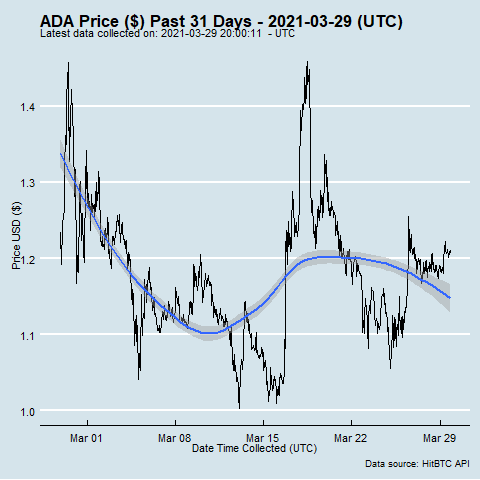 ADA Price ($) Past 31 Days - 2021-03-29 (UTC)
Latest data collected on: 2021-03-29 20:00:11  - UTC
1.4
1.3
1.2
1.1
1.0
Price USD ($)
Mar 01
Mar 08
Mar 15
Mar 22
Mar 29
Date Time Collected (UTC)
Data source: HitBTC API